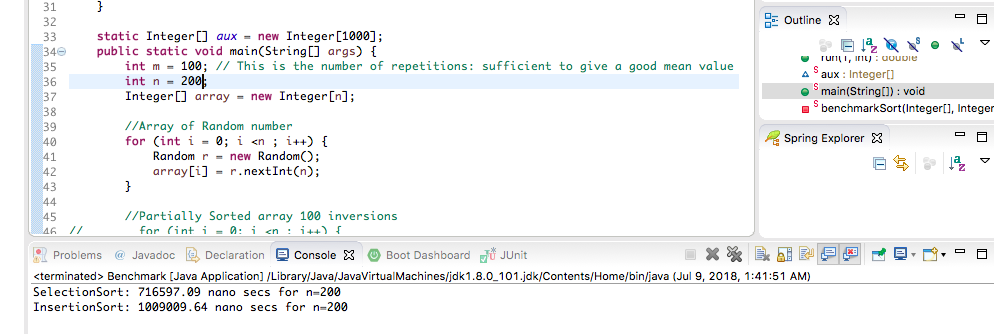 31 }
32
33 static Integer[] aux = new Integer[1000];
34 public static void main(String[] args) {
35 int m = 100; // This is the number of repetitions: sufficient to give a good mean value
36 int n = 200;
37 Integer[] array = new Integer[n];
38
39 //Array of Random number
40 for (int i = 0; i <n ; i++) {
41 Random r = new Random();
42 array[i] = r.nextInt(n);
43 }
44
45 //Partially Sorted array 100 inversions
46 // for (int i = 0; i <n ; i++) {
Outline
run(T, int) : double
S aux : Integer[]
S main(String[]) : void
S benchmarkSort(Integer[], Integer
Spring Explorer
Problems @ Javadoc Declaration Console Boot Dashboard JUnit
<terminated> Benchmark [Java Application] /Library/Java/JavaVirtualMachines/jdk1.8.0_101.jdk/Contents/Home/bin/java (Jul 9, 2018, 1:41:51 AM)
SelectionSort: 716597.09 nano secs for n=200
InsertionSort: 1009009.64 nano secs for n=200